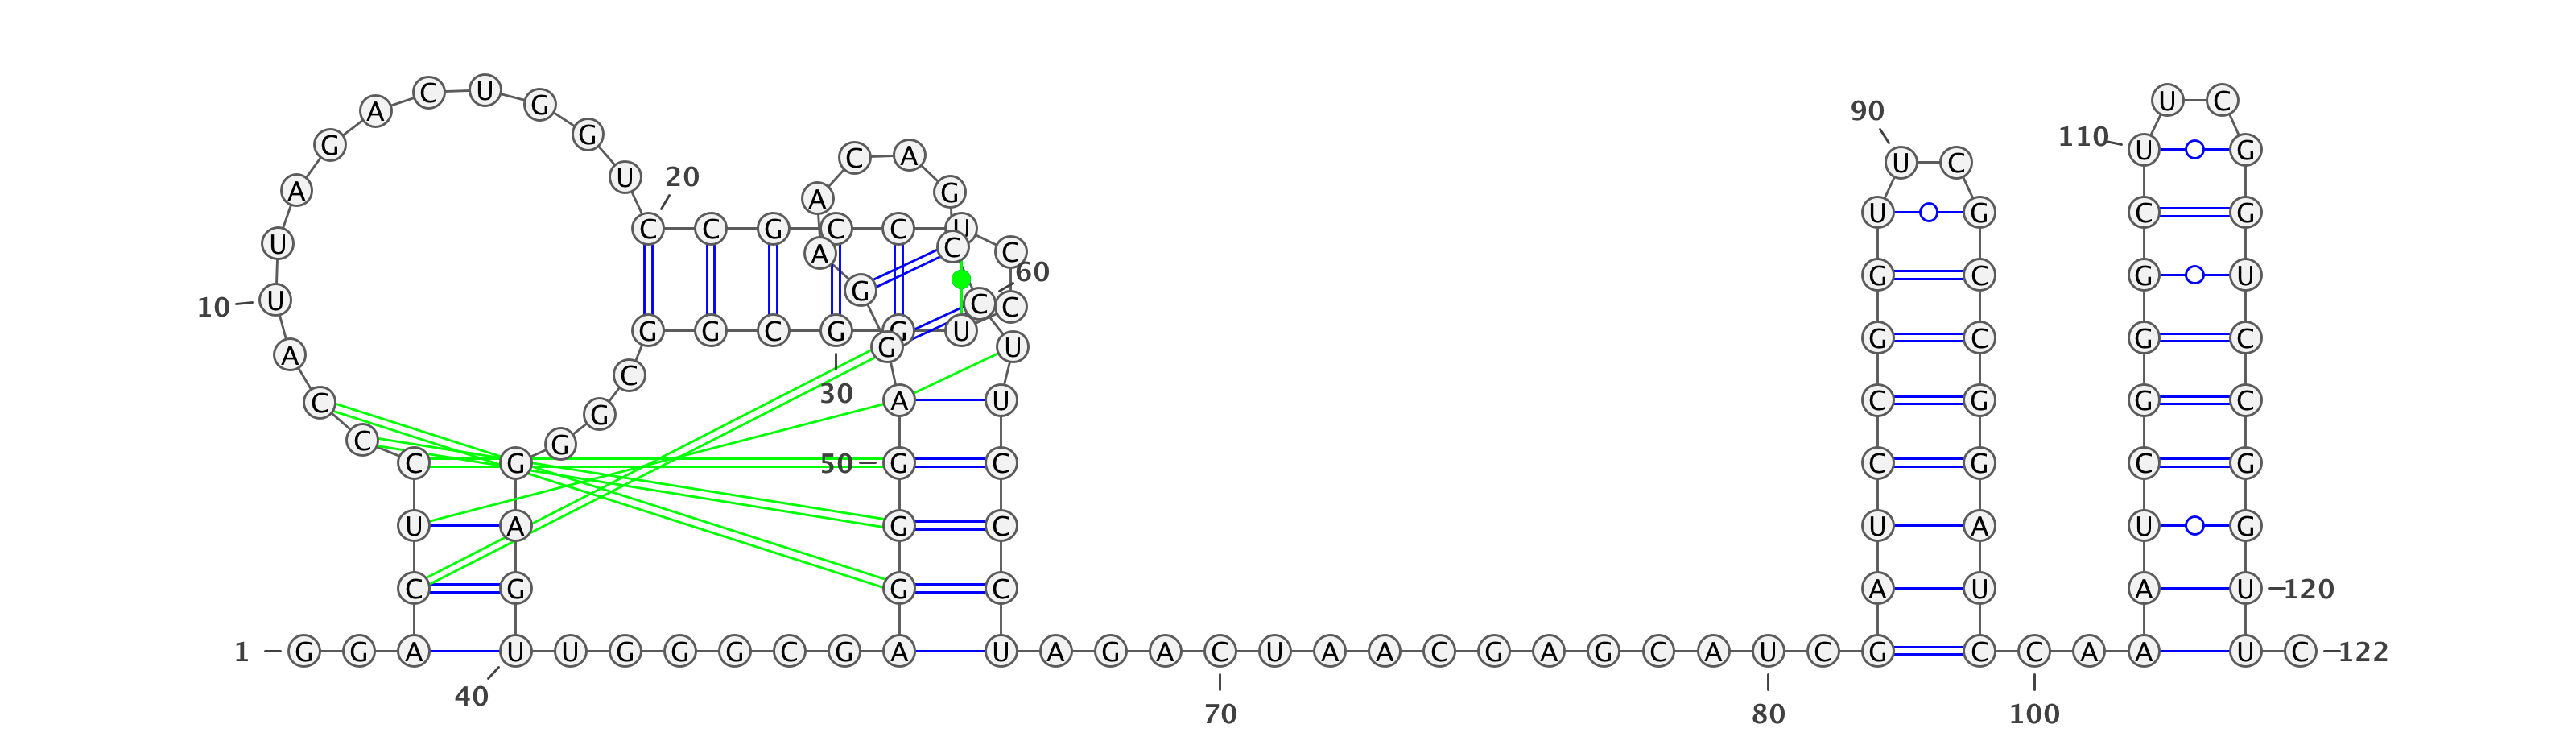 1
G G A C U C C C A U
10
U A G A C U G G U C
20
C G C C U C C U G G
30
C G G C G G G A G U
40
U G G G C G A G G G
50
A G G A A C A G C C
60
U U C C C U A G A C
70
U A A C G A G C A U
80
C G A U C C G G U U
90
C G C C G G A U C C
100
A A A U C G G G C U
110
U C G G U C C G G U
120
U C
122